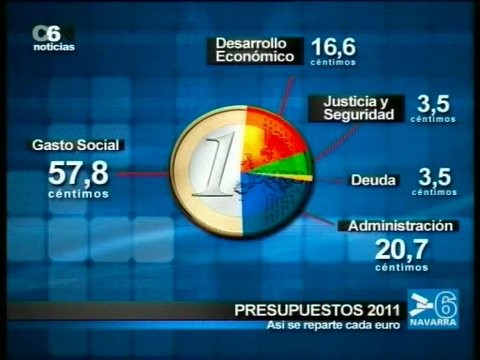 noticias
Desarrollo
Económico
16,6
céntimos
Justicia y
Seguridad
3,5
céntimos
Gasto Social
57,8
céntimos
1
Deuda
3,5
céntimos
Administración
20,7
céntimos
PRESUPUESTOS 2011
Así se reparte cada euro
6
NAVARRA